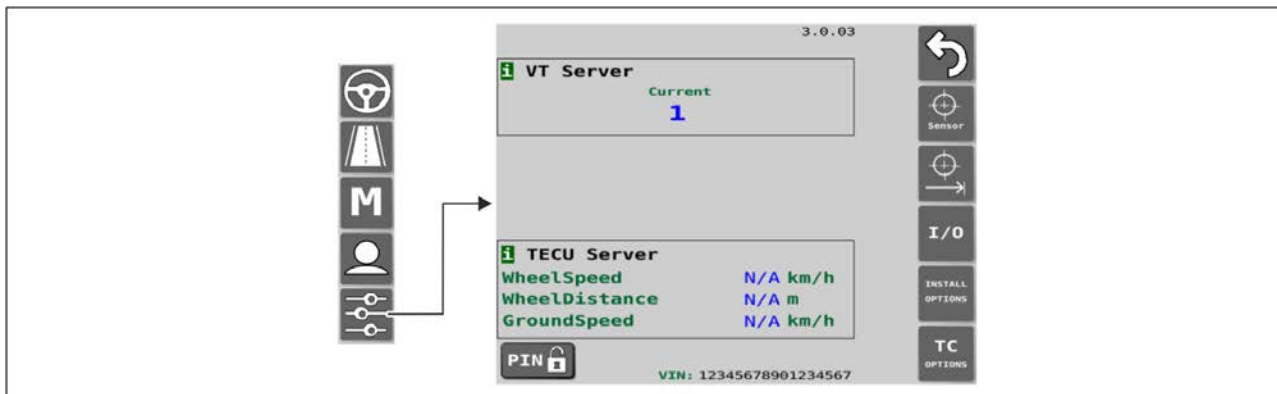 3.0.03
i VT Server
Current
1
M
i TECU Server
WheelSpeed N/A km/h
WheelDistance N/A m
GroundSpeed N/A km/h
PIN
VIN: 12345678901234567
Sensor
I/O
INSTALL
OPTIONS
TC
OPTIONS